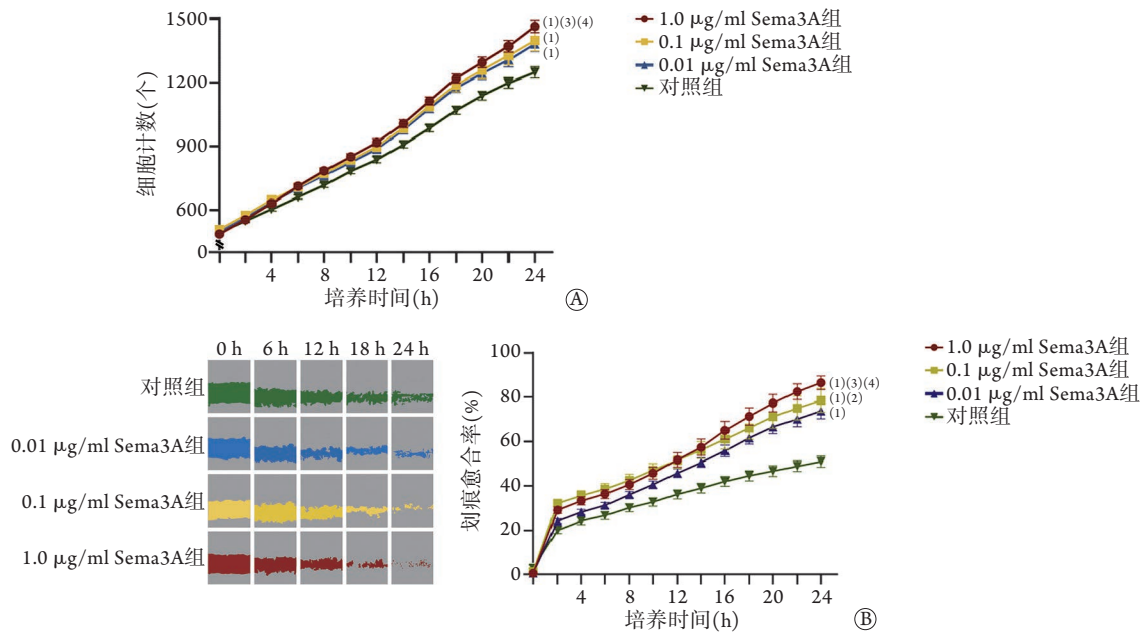 1500
1200
900
600
0
细胞计数(个)
4
8
12
16
20
24
培养时间(h)
(1)(3)(4)
(1)
(1)
1.0 μg/ml Sema3A组
0.1 μg/ml Sema3A组
0.01 μg/ml Sema3A组
对照组
Ⓐ
0 h 6 h 12 h 18 h 24 h
对照组
0.01 μg/ml Sema3A组
0.1 μg/ml Sema3A组
1.0 μg/ml Sema3A组
100
80
60
40
20
0
划痕愈合率(%)
4
8
12
16
20
24
培养时间(h)
(1)(3)(4)
(1)(2)
(1)
1.0 μg/ml Sema3A组
0.1 μg/ml Sema3A组
0.01 μg/ml Sema3A组
对照组
Ⓑ